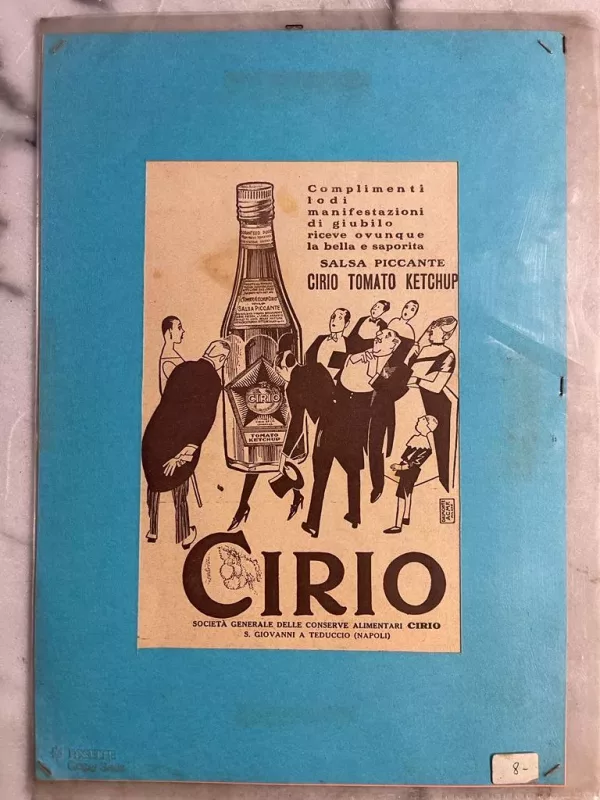 Complimenti
lodi
manifestazioni
di giubilo
riceve ovunque
la bella e saporita
SALSA PICCANTE
CIRIO TOMATO KETCHUP
SALSA PICCANTE
CIRIO
TOMATO
KETCHUP
ACME
CIRIO
SOCIETÀ GENERALE DELLE CONSERVE ALIMENTARI CIRIO
S. GIOVANNI A TEDUCCIO (NAPOLI)
8-